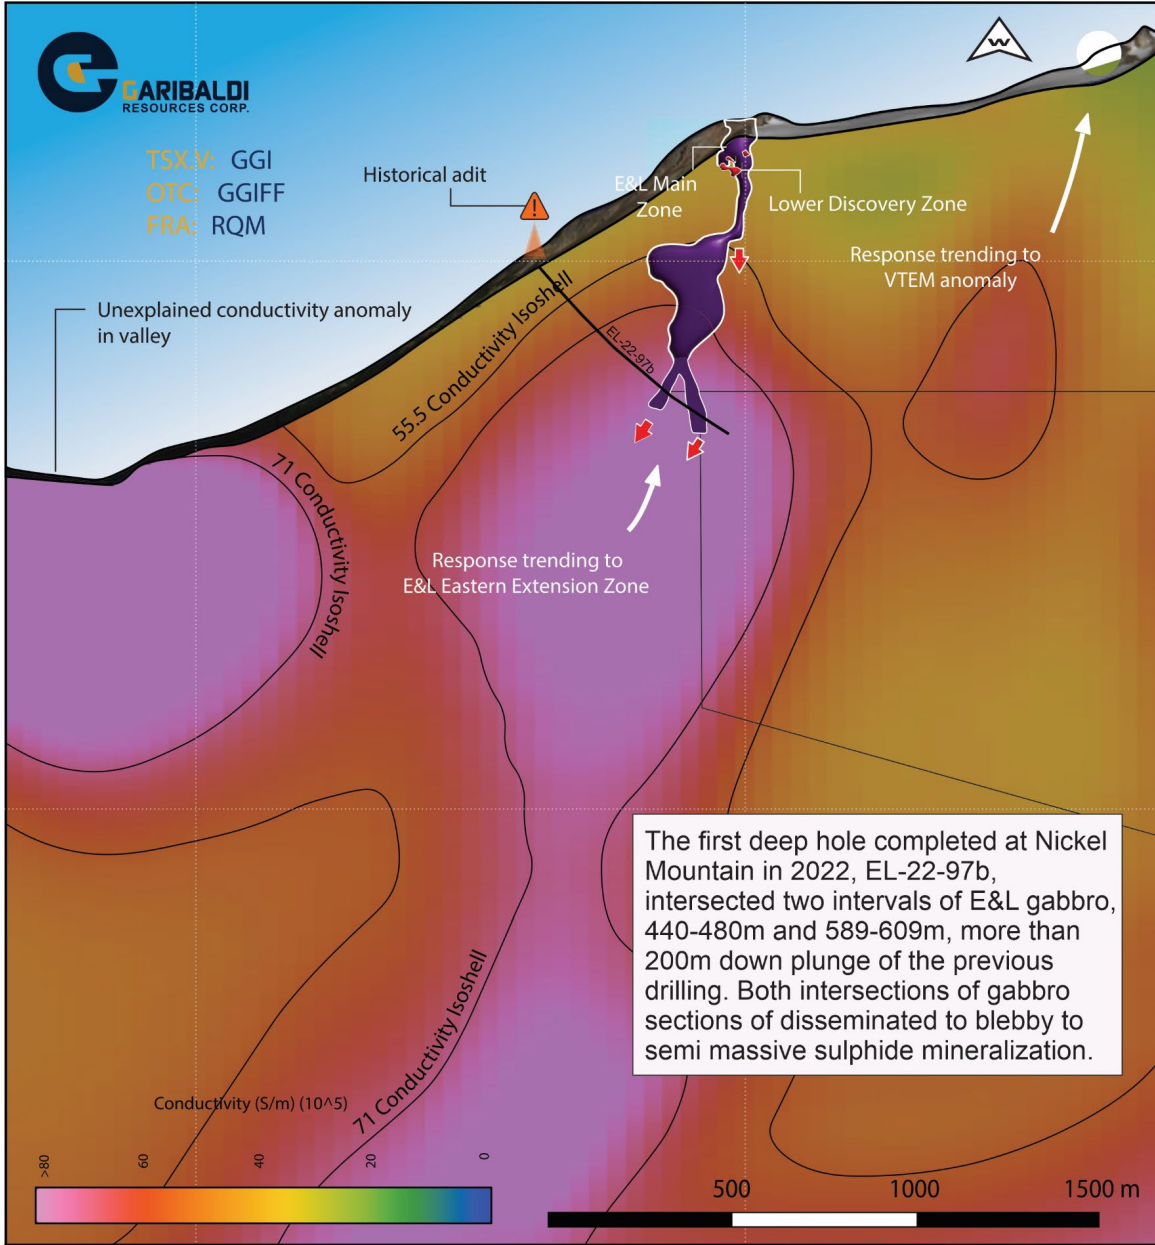 GARIBALDI
RESOURCES CORP.
TSX.V: GGI
OTC: GGIFF
FRA: RQM
W
Historical adit
E&L Main
Zone
Lower Discovery Zone
Response trending to
VTEM anomaly
Unexplained conductivity anomaly
in valley
55.5 Conductivity Isoshell
EL-22-97b
71 Conductivity Isoshell
Response trending to
E&L Eastern Extension Zone
The first deep hole completed at Nickel
Mountain in 2022, EL-22-97b,
intersected two intervals of E&L gabbro,
440-480m and 589-609m, more than
200m down plunge of the previous
drilling. Both intersections of gabbro
sections of disseminated to blebby to
semi massive sulphide mineralization.
71 Conductivity Isoshell
Conductivity (S/m) (10^5)
>80 60 40 20 0
500 1000 1500 m